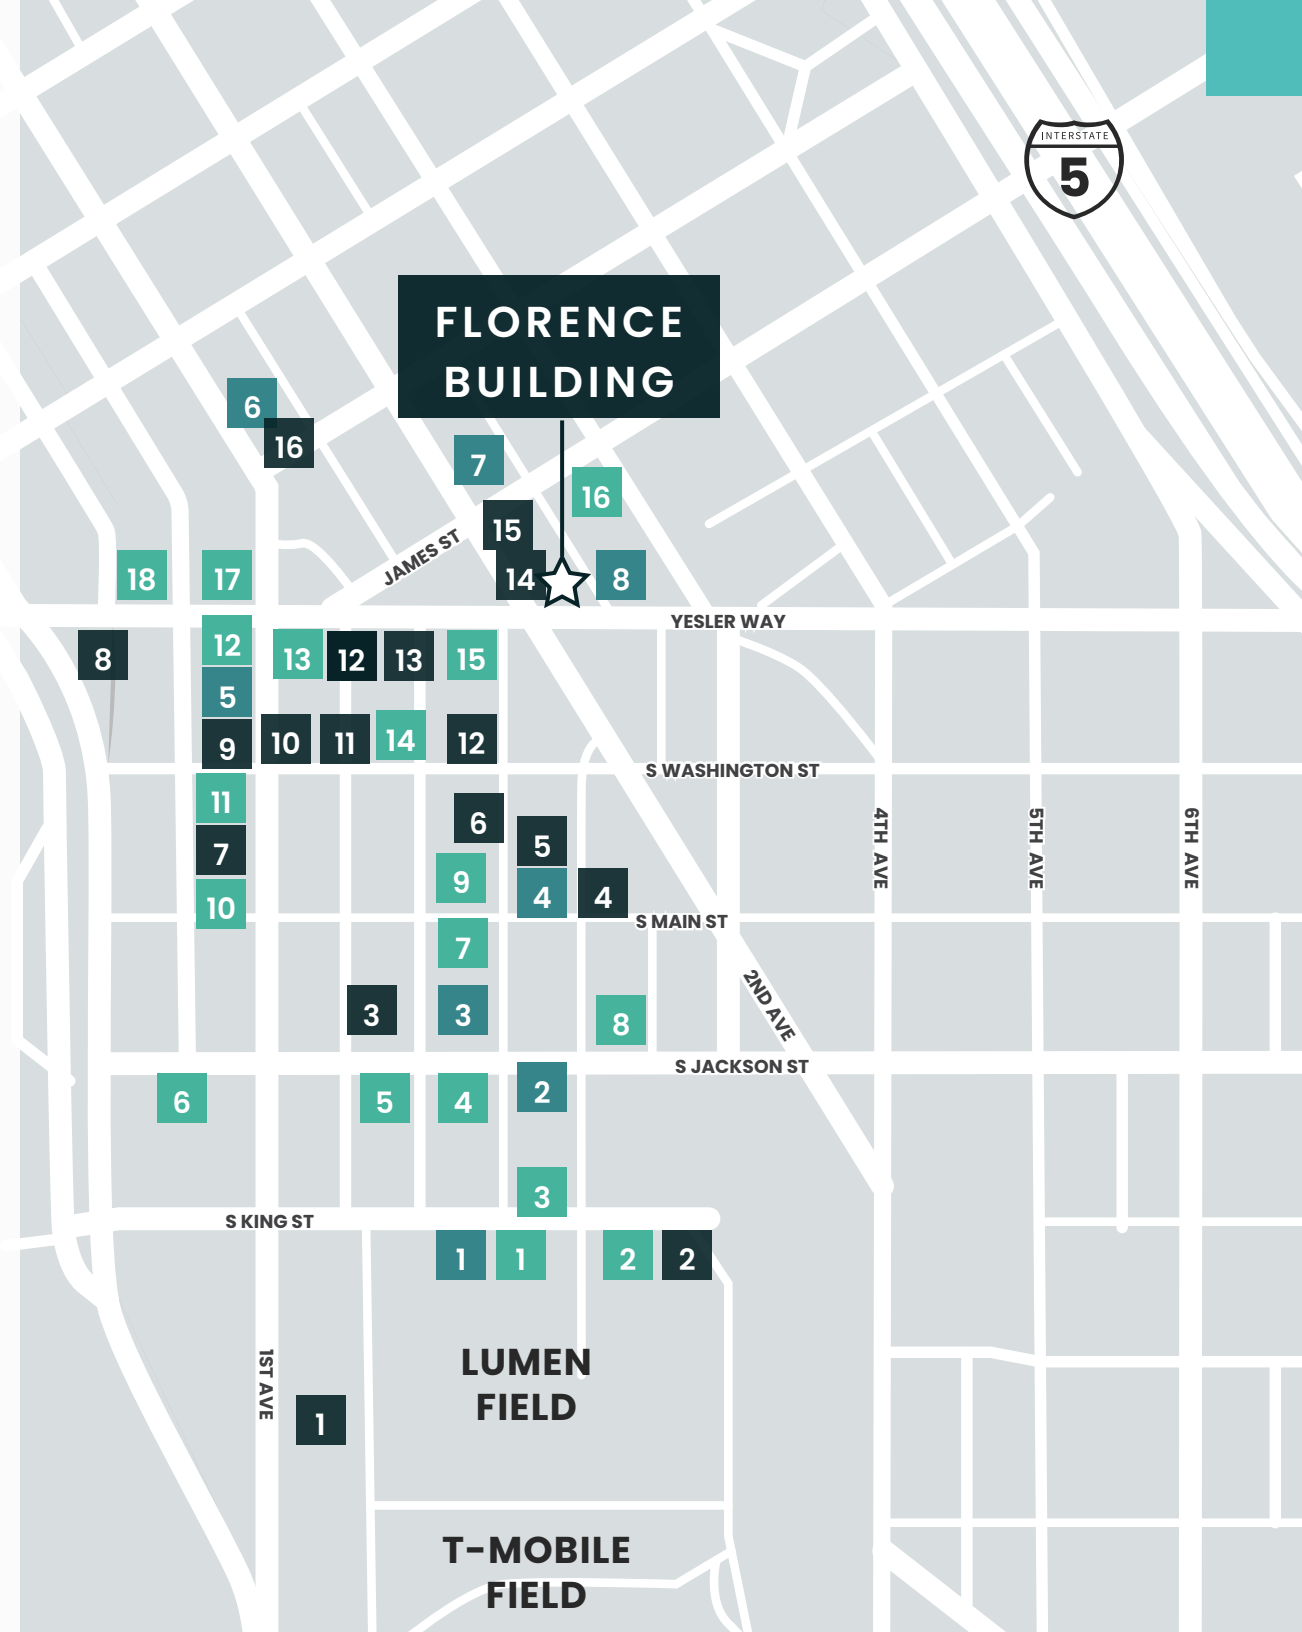 INTERSTATE
5
FLORENCE
BUILDING
6
16
7
16
15
JAMES ST
18
17
14
8
YESLER WAY
12
8
13
12
13
15
5
9
10
11
14
12
S WASHINGTON ST
11
6
5
7
9
4
4
10
4TH AVE
5TH AVE
6TH AVE
S MAIN ST
7
3
3
8
2ND AVE
S JACKSON ST
2
6
5
4
3
S KING ST
1
1
2
2
LUMEN
FIELD
1ST AVE
1
T-MOBILE
FIELD